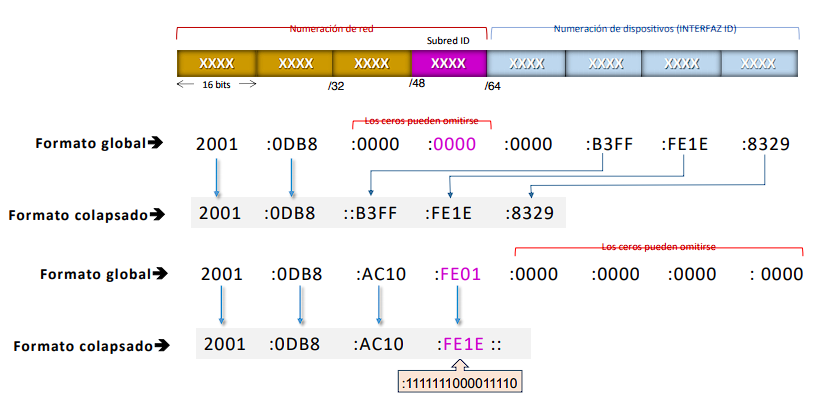 Numeración de red Numeración de dispositivos (INTERFAZ ID)
Subred ID
XXXX XXXX XXXX XXXX XXXX XXXX XXXX XXXX
16 bits /32 /48 /64
Los ceros pueden omitirse
Formato global➔ 2001 :0DB8 :0000 :0000 :0000 :B3FF :FE1E :8329
Formato colapsado➔ 2001 :0DB8 ::B3FF :FE1E :8329
Los ceros pueden omitirse
Formato global➔ 2001 :0DB8 :AC10 :FE01 :0000 :0000 :0000 : 0000
Formato colapsado➔ 2001 :0DB8 :AC10 :FE1E ::
:1111111000011110